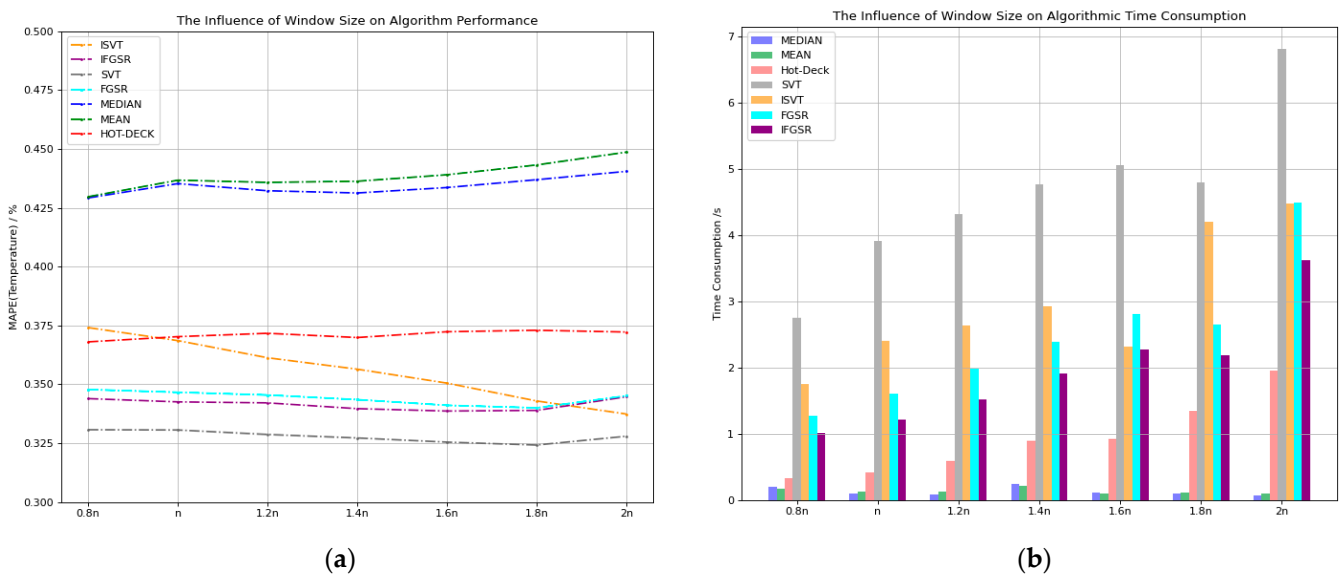 The Influence of Window Size on Algorithm Performance
MAPE(Temperature) / %
0.500
0.475
0.450
0.425
0.400
0.375
0.350
0.325
0.300
ISVT
IFGSR
SVT
FGSR
MEDIAN
MEAN
HOT-DECK
0.8n
n
1.2n
1.4n
1.6n
1.8n
2n
(a)
The Influence of Window Size on Algorithmic Time Consumption
Time Consumption /s
7
6
5
4
3
2
1
0
MEDIAN
MEAN
Hot-Deck
SVT
ISVT
FGSR
IFGSR
0.8n
n
1.2n
1.4n
1.6n
1.8n
2n
(b)